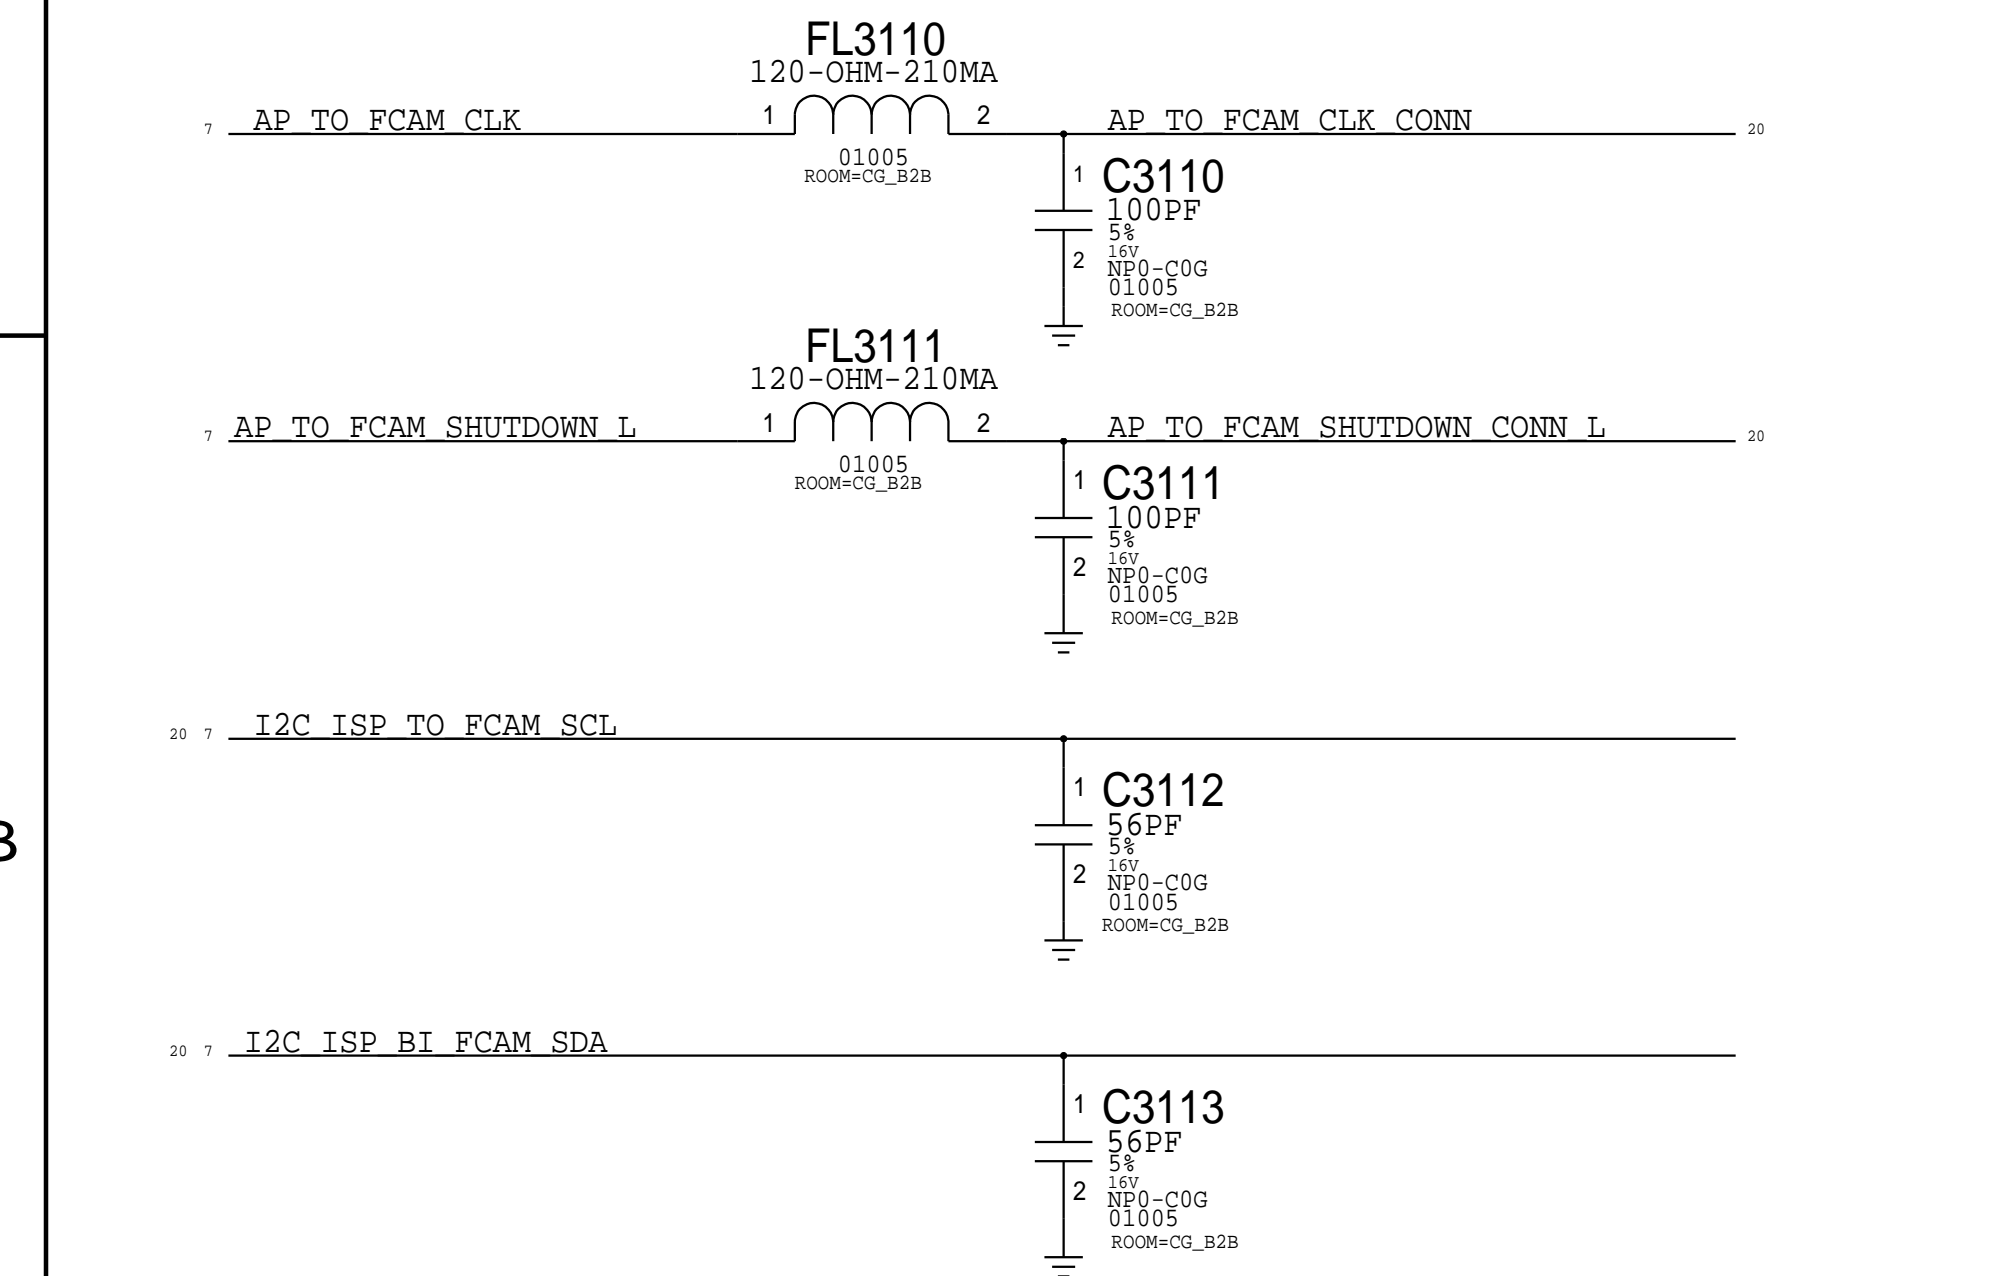 FL3110
120-OHM-210MA
7 AP_TO_FCAM_CLK 1 2 AP_TO_FCAM_CLK_CONN 20
01005
ROOM=CG_B2B
1 C3110
100PF
5%
16V
2 NP0-C0G
01005
ROOM=CG_B2B
FL3111
120-OHM-210MA
7 AP_TO_FCAM_SHUTDOWN_L 1 2 AP_TO_FCAM_SHUTDOWN_CONN_L 20
01005
ROOM=CG_B2B
1 C3111
100PF
5%
16V
2 NP0-C0G
01005
ROOM=CG_B2B
20 7 I2C_ISP_TO_FCAM_SCL
1 C3112
56PF
5%
16V
2 NP0-C0G
01005
ROOM=CG_B2B
20 7 I2C_ISP_BI_FCAM_SDA
1 C3113
56PF
5%
16V
2 NP0-C0G
01005
ROOM=CG_B2B